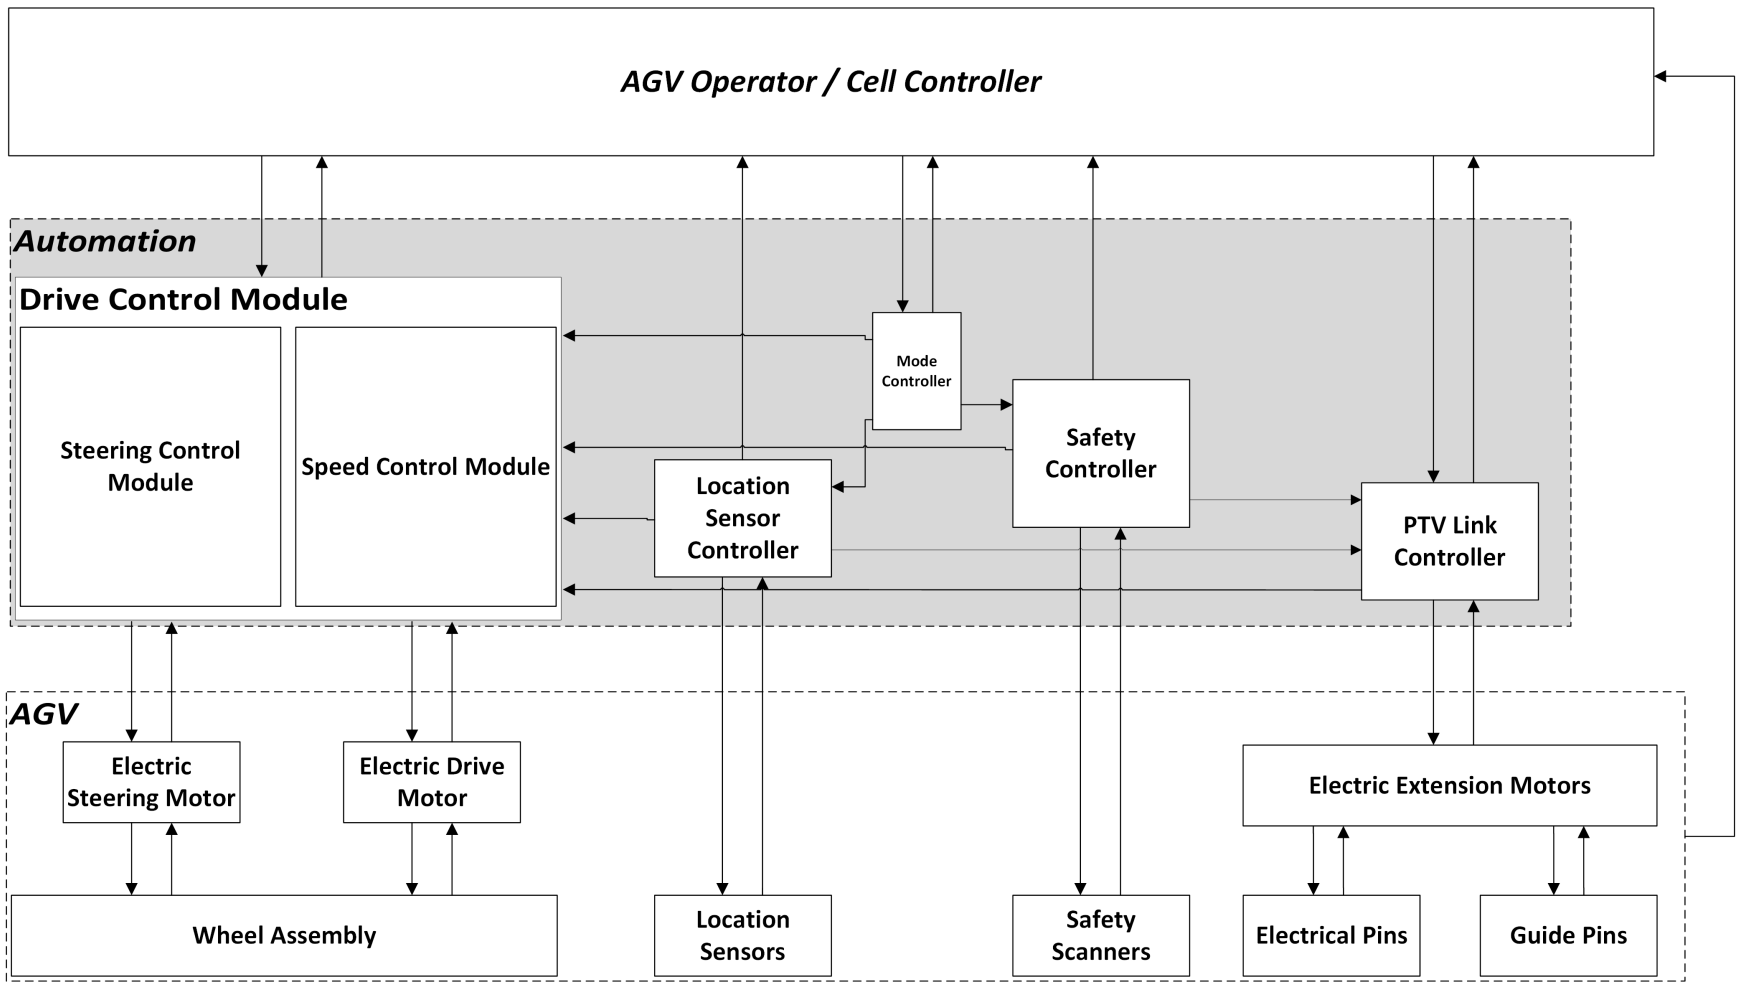 AGV Operator / Cell Controller
Automation
Drive Control Module
Steering Control
Module
Speed Control Module
Mode
Controller
Safety
Controller
Location
Sensor
Controller
PTV Link
Controller
AGV
Electric
Steering Motor
Electric Drive
Motor
Electric Extension Motors
Wheel Assembly
Location
Sensors
Safety
Scanners
Electrical Pins
Guide Pins